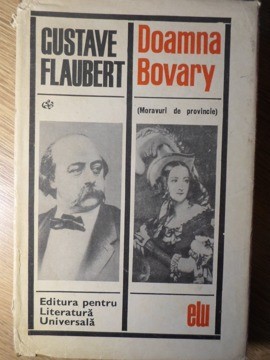 GUSTAVE
FLAUBERT
Doamna
Bovary
(Moravuri de provincie)
Editura pentru
Literatură
Universală
elu